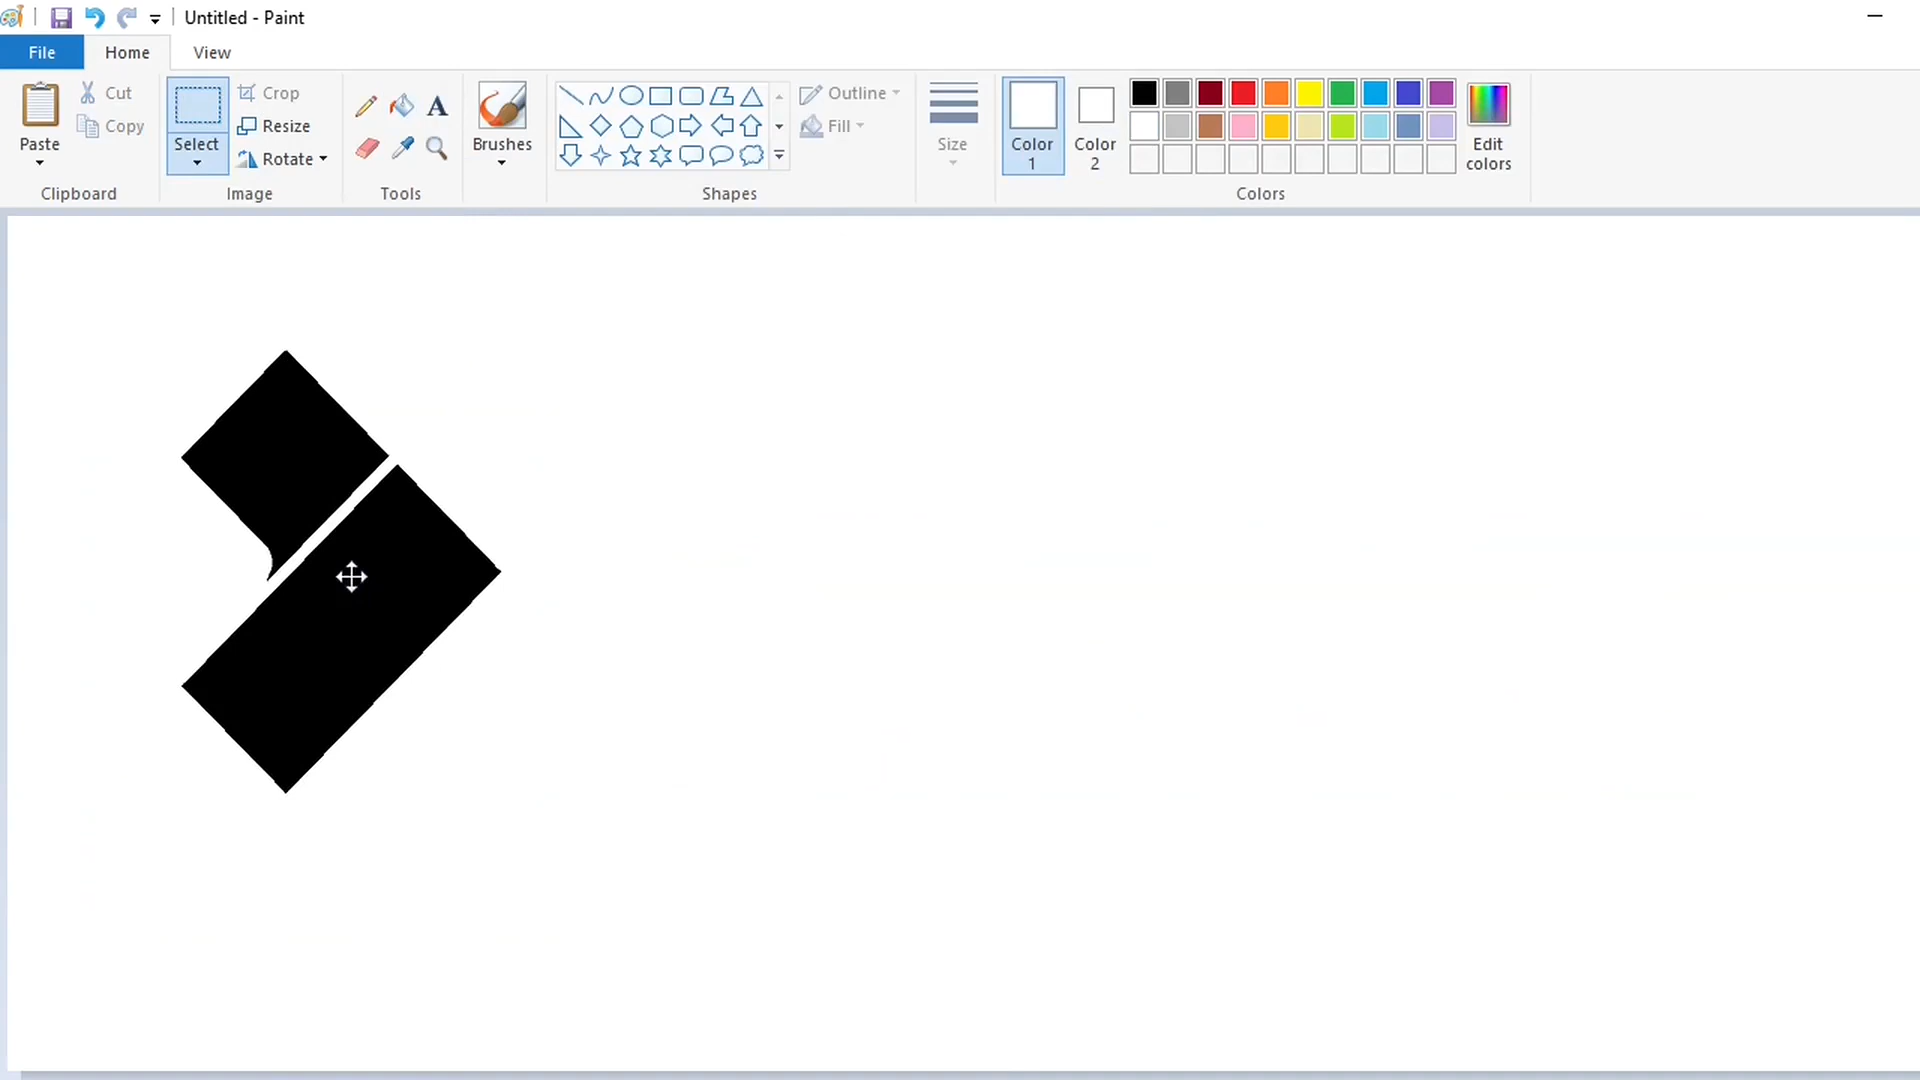 Untitled - Paint
File Home View
Paste
Cut
Copy
Clipboard
Select
Crop
Resize
Rotate
Image
A
Tools
Brushes
Shapes
Outline
Fill
Size
Color 1
Color 2
Colors
Edit colors